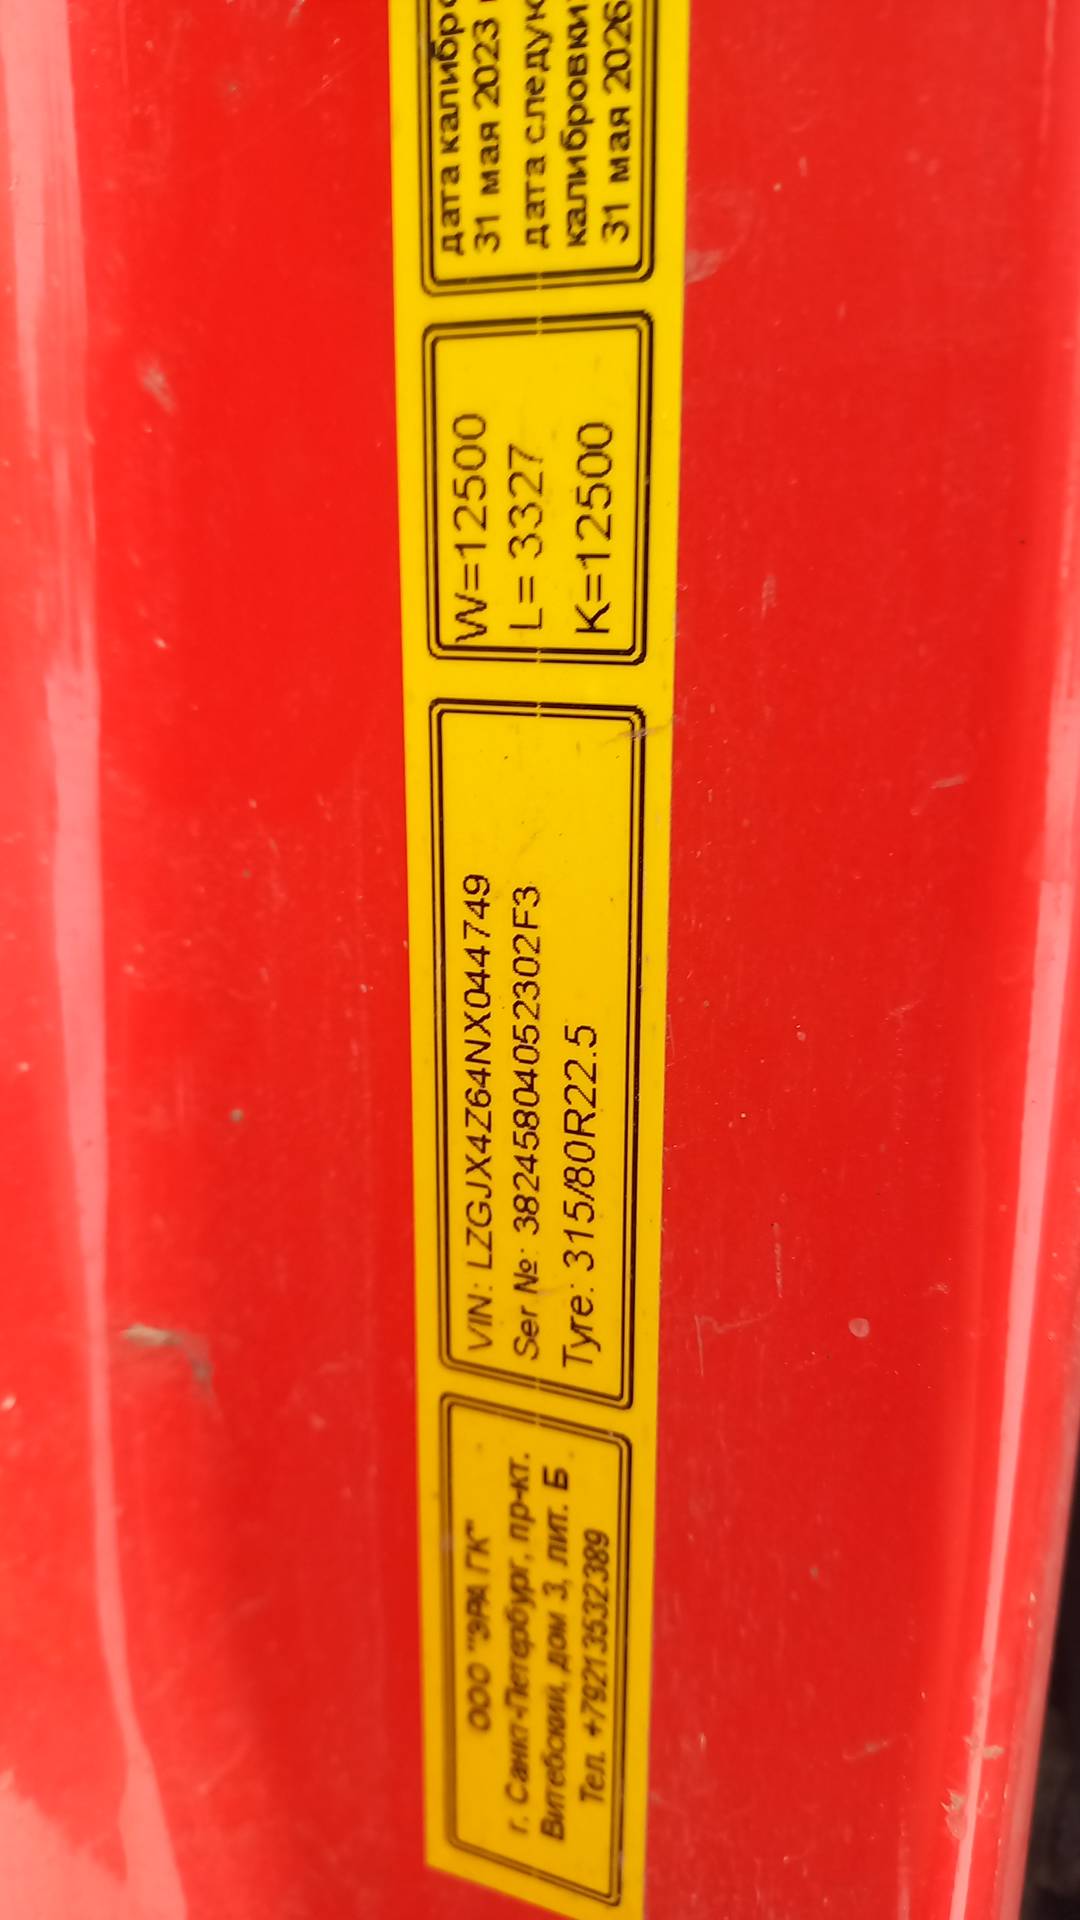 ООО "ЭРА ГК"
г. Санкт-Петербург, пр-кт.
Витебский, дом 3, лит. Б
Тел. +79213532389
VIN: LZGJX4Z64NX044749
Ser №: 38245804052302F3
Tyre: 315/80R22.5
W=12500
L= 3327
K=12500
дата калибро
31 мая 2023
дата следую
калибровки
31 мая 2026